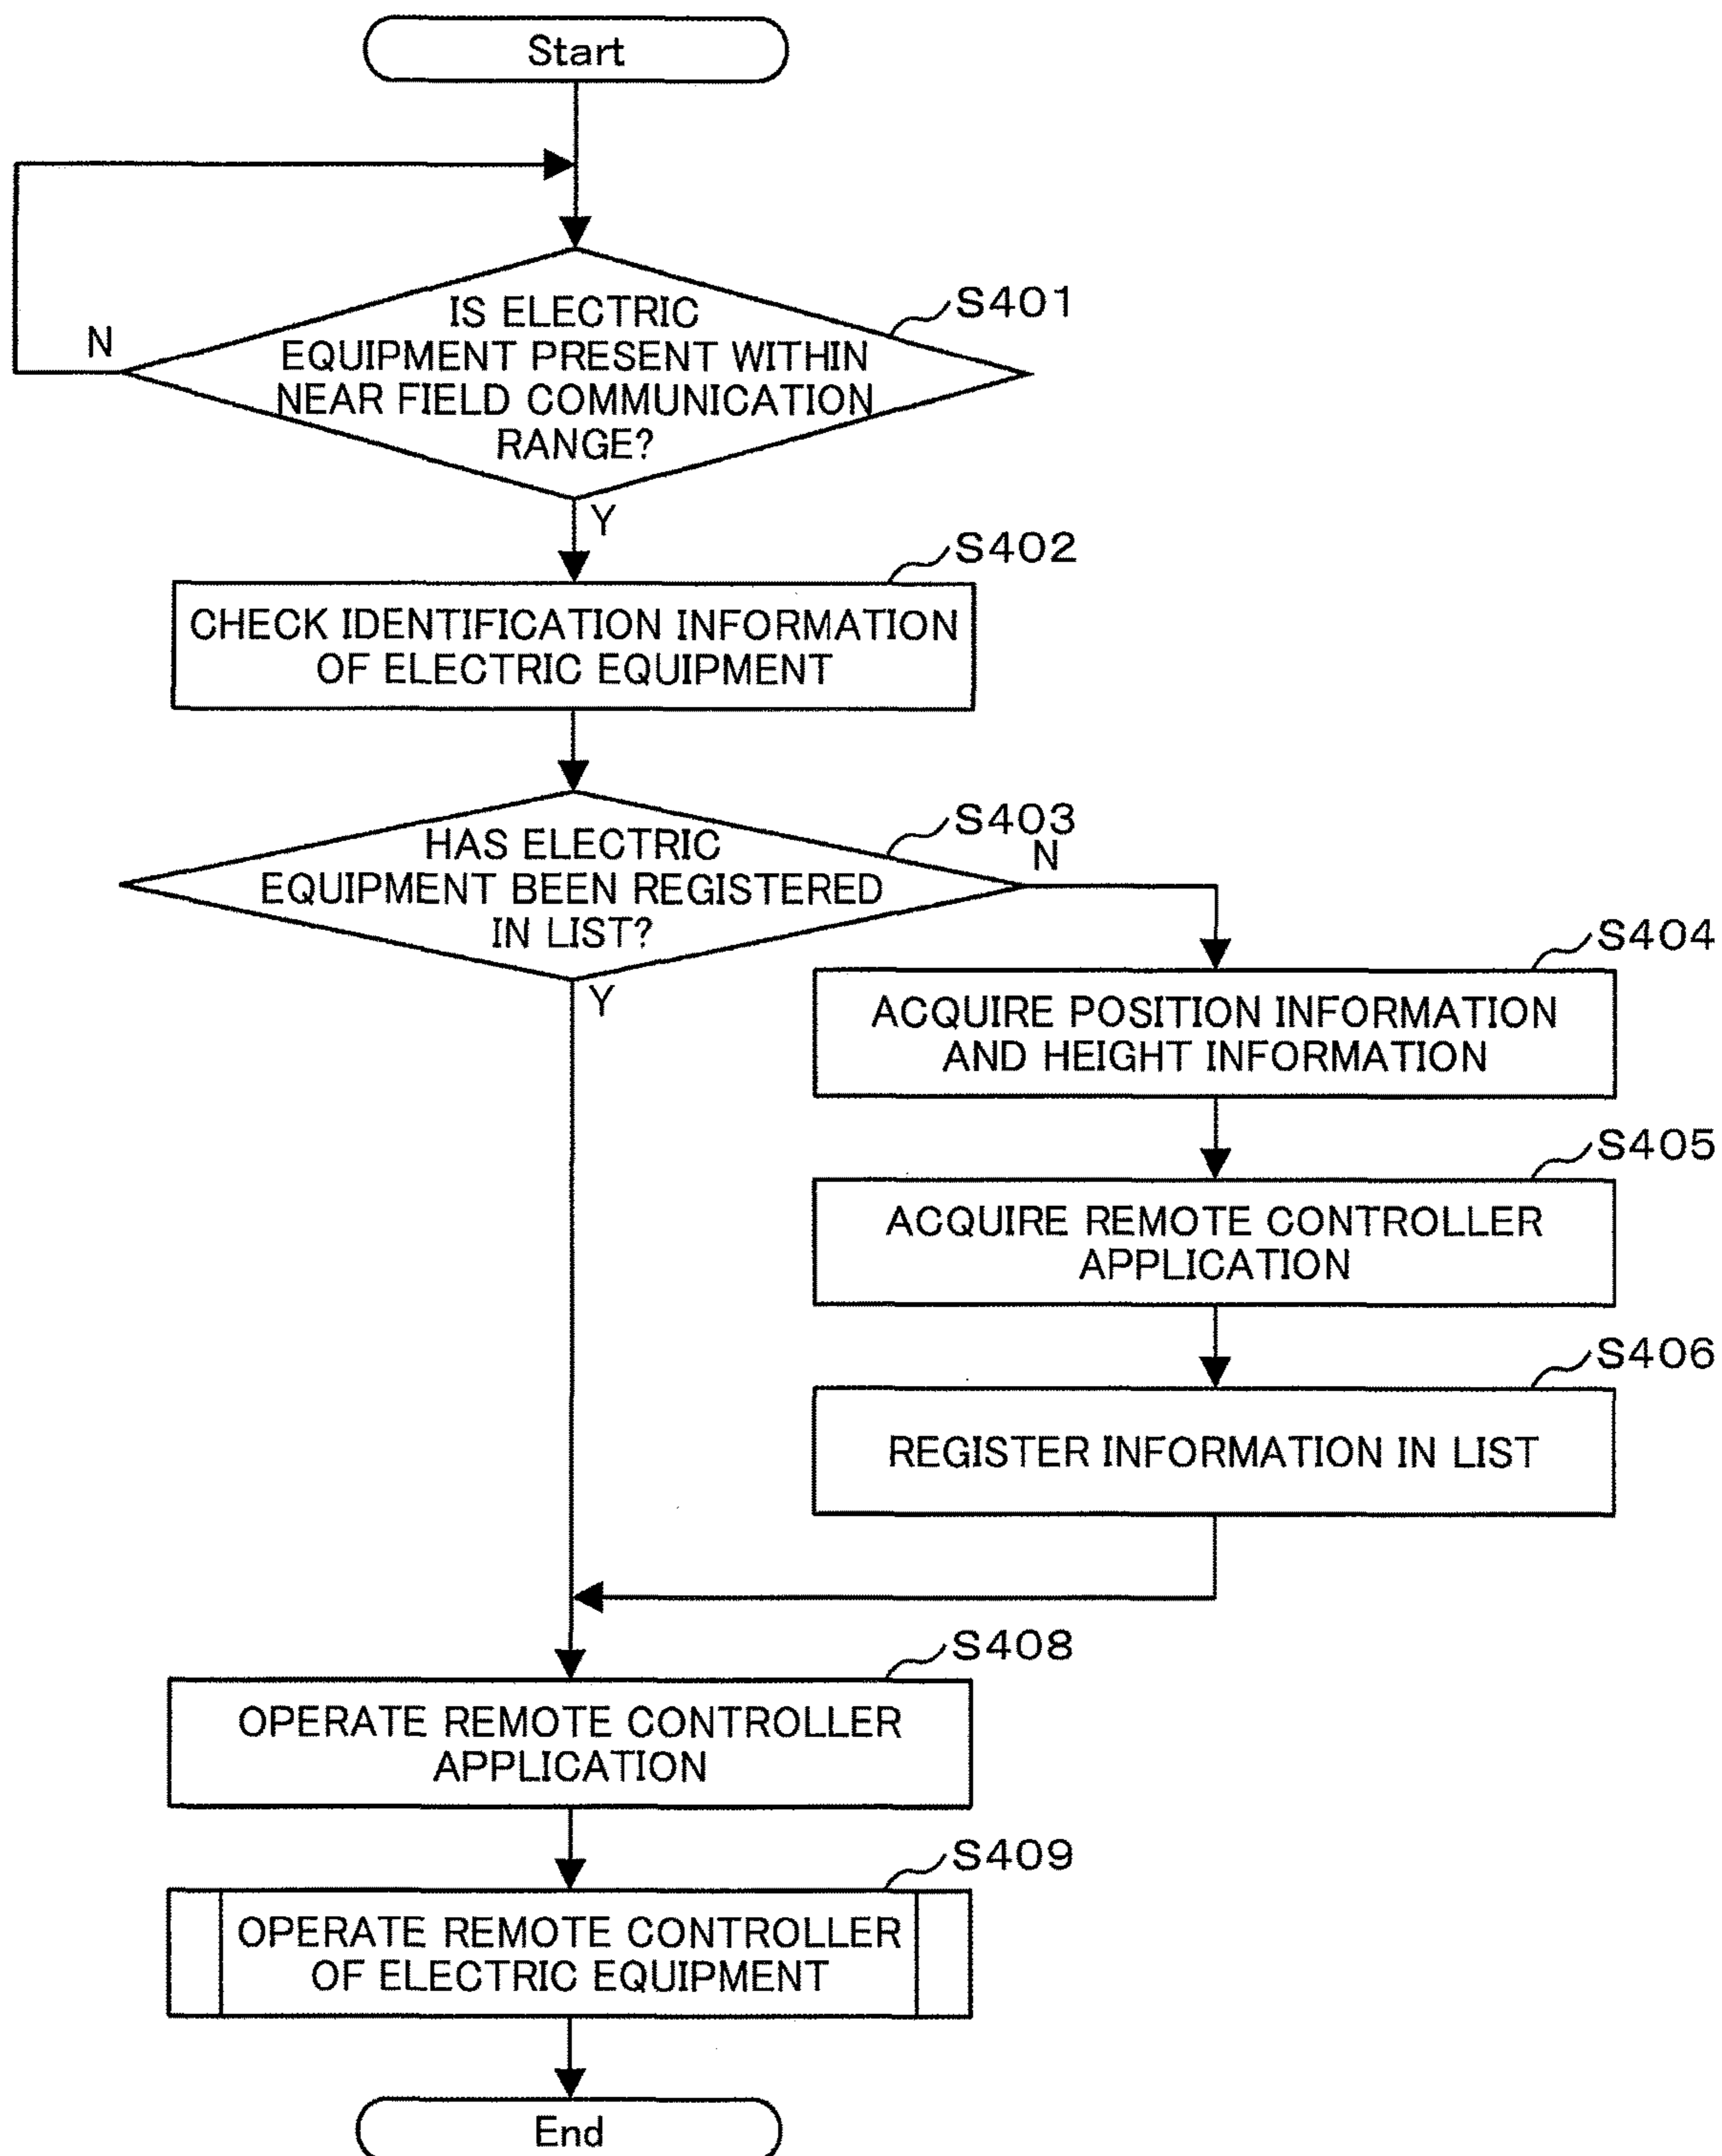 Start
S401
IS ELECTRIC
EQUIPMENT PRESENT WITHIN
NEAR FIELD COMMUNICATION
RANGE?
N
Y
S402
CHECK IDENTIFICATION INFORMATION
OF ELECTRIC EQUIPMENT
S403
HAS ELECTRIC
EQUIPMENT BEEN REGISTERED
IN LIST?
N
Y
S404
ACQUIRE POSITION INFORMATION
AND HEIGHT INFORMATION
S405
ACQUIRE REMOTE CONTROLLER
APPLICATION
S406
REGISTER INFORMATION IN LIST
S408
OPERATE REMOTE CONTROLLER
APPLICATION
S409
OPERATE REMOTE CONTROLLER
OF ELECTRIC EQUIPMENT
End